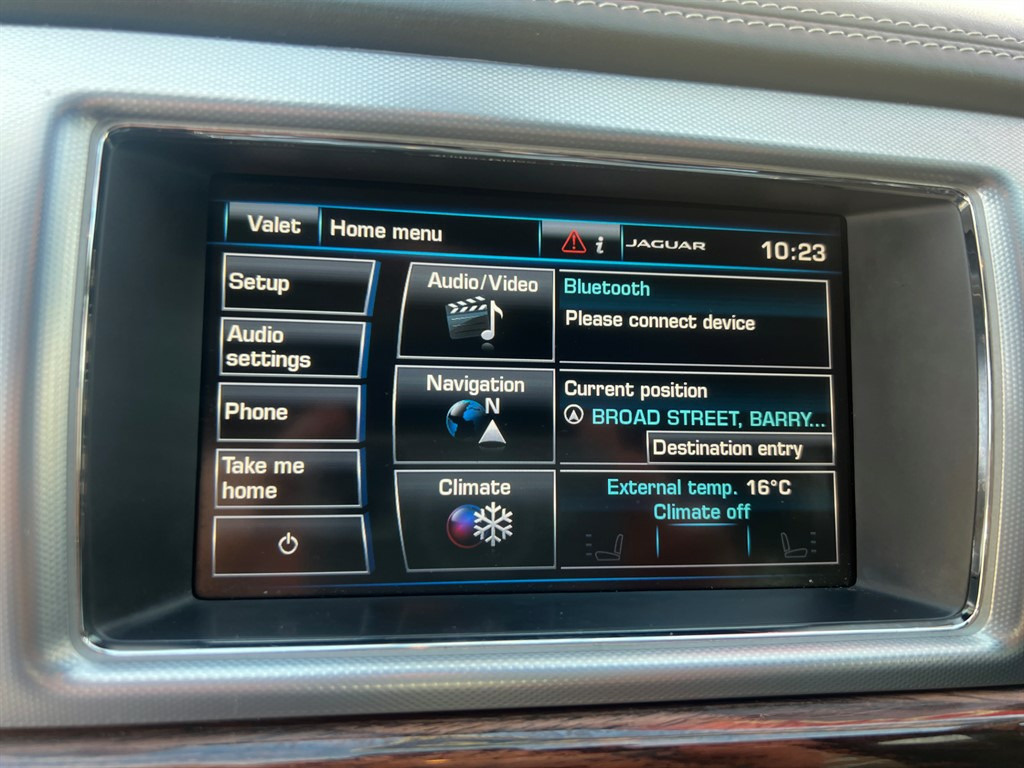 Valet
Home menu
i
JAGUAR
10:23
Setup
Audio
settings
Phone
Take me
home
Audio/Video
Navigation
N
Climate
Bluetooth
Please connect device
Current position
BROAD STREET, BARRY...
Destination entry
External temp. 16°C
Climate off